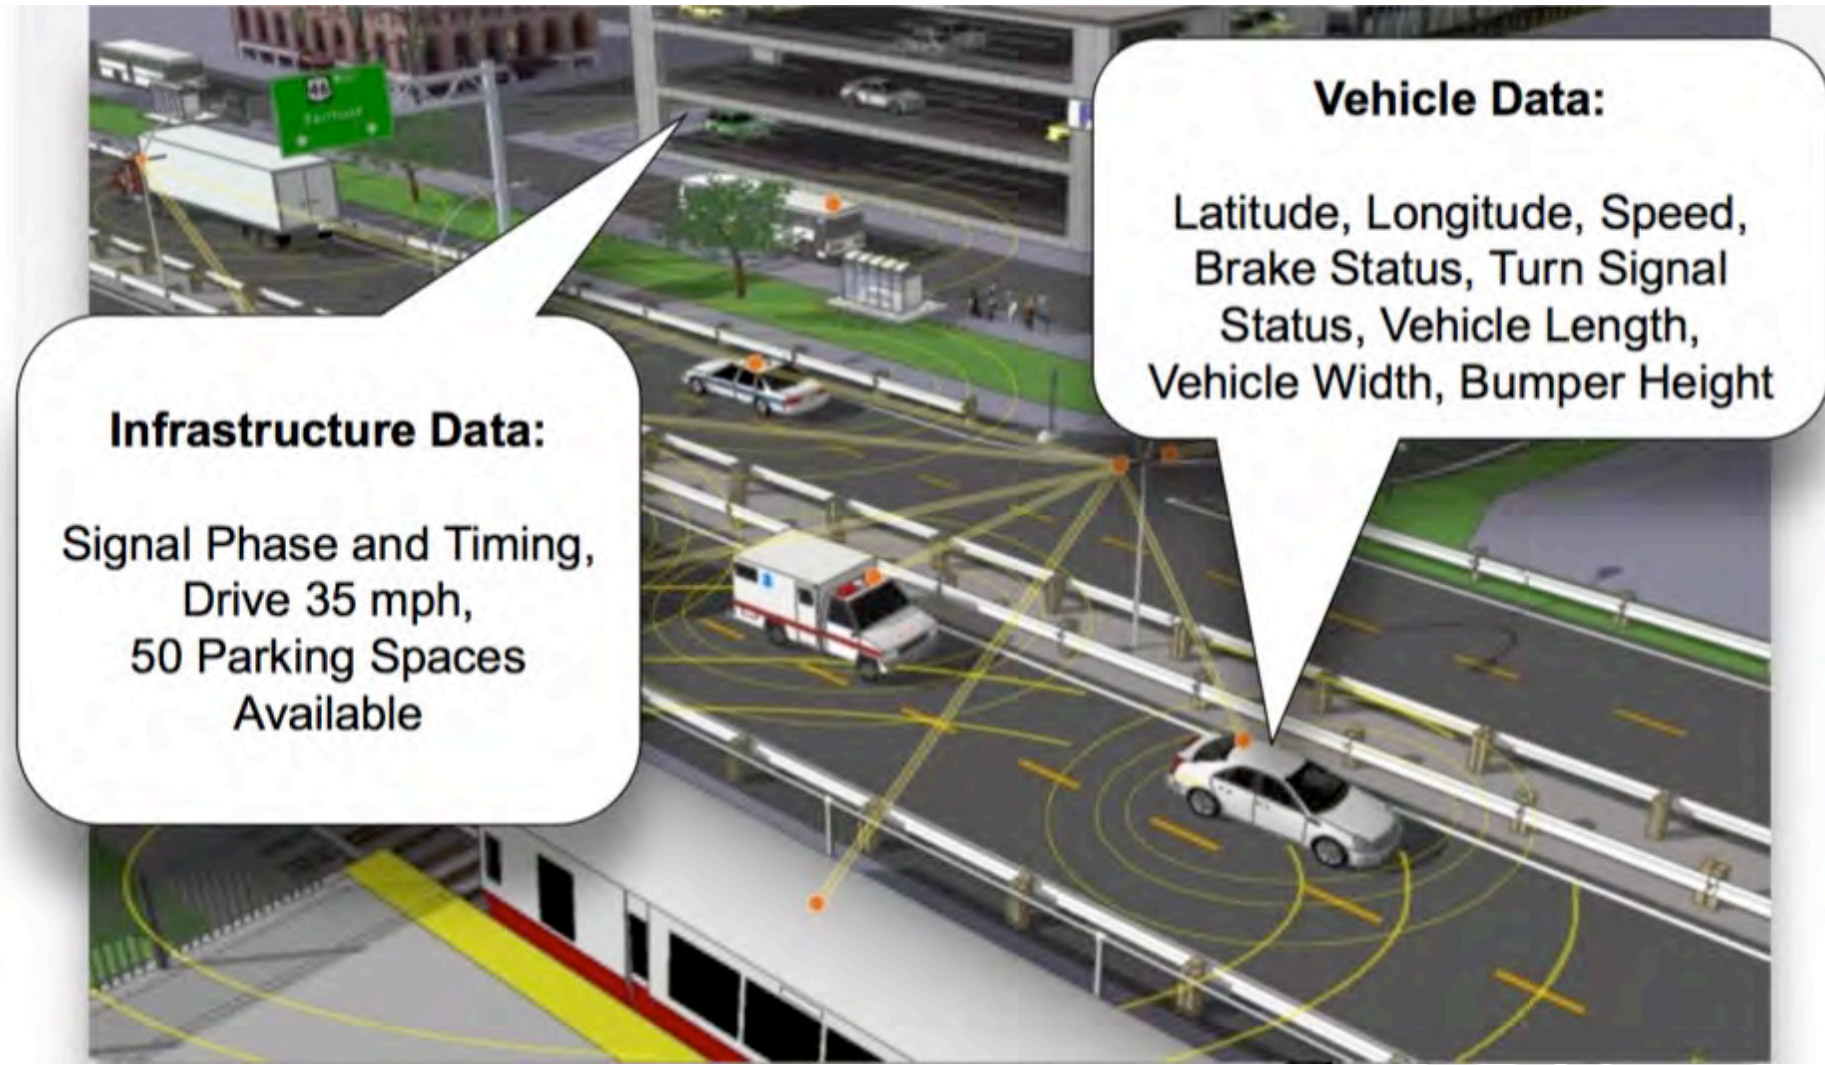 Vehicle Data:
Latitude, Longitude, Speed,
Brake Status, Turn Signal
Status, Vehicle Length,
Vehicle Width, Bumper Height
Infrastructure Data:
Signal Phase and Timing,
Drive 35 mph,
50 Parking Spaces
Available
46